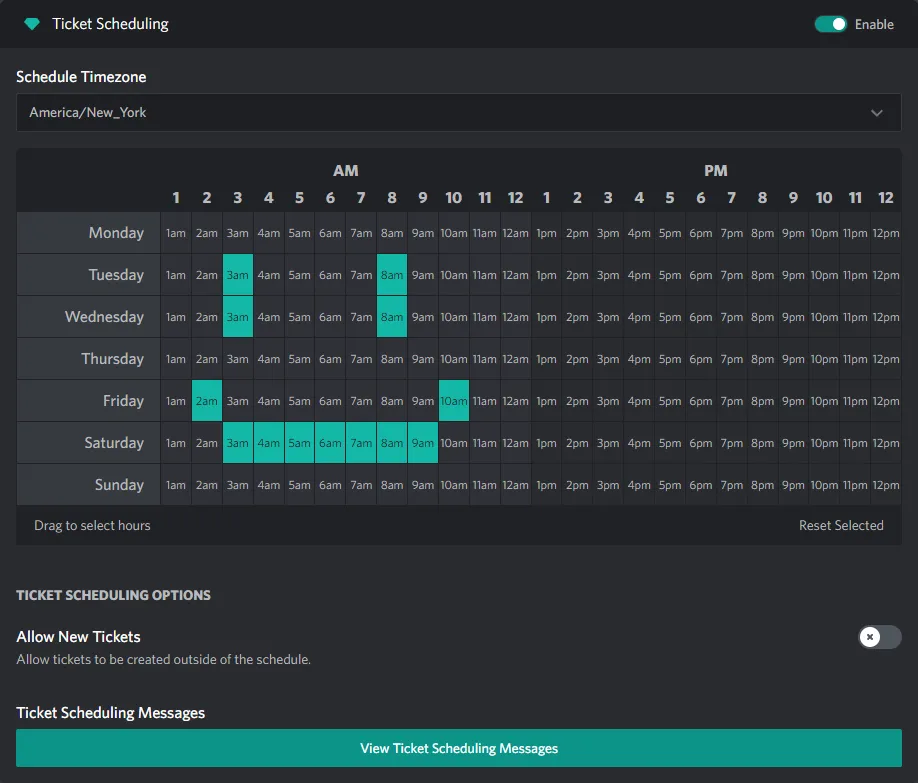 Ticket Scheduling Enable
Schedule Timezone
America/New_York
AM PM
1 2 3 4 5 6 7 8 9 10 11 12 1 2 3 4 5 6 7 8 9 10 11 12
Monday 1am 2am 3am 4am 5am 6am 7am 8am 9am 10am 11am 12am 1pm 2pm 3pm 4pm 5pm 6pm 7pm 8pm 9pm 10pm 11pm 12pm
Tuesday 1am 2am 3am 4am 5am 6am 7am 8am 9am 10am 11am 12am 1pm 2pm 3pm 4pm 5pm 6pm 7pm 8pm 9pm 10pm 11pm 12pm
Wednesday 1am 2am 3am 4am 5am 6am 7am 8am 9am 10am 11am 12am 1pm 2pm 3pm 4pm 5pm 6pm 7pm 8pm 9pm 10pm 11pm 12pm
Thursday 1am 2am 3am 4am 5am 6am 7am 8am 9am 10am 11am 12am 1pm 2pm 3pm 4pm 5pm 6pm 7pm 8pm 9pm 10pm 11pm 12pm
Friday 1am 2am 3am 4am 5am 6am 7am 8am 9am 10am 11am 12am 1pm 2pm 3pm 4pm 5pm 6pm 7pm 8pm 9pm 10pm 11pm 12pm
Saturday 1am 2am 3am 4am 5am 6am 7am 8am 9am 10am 11am 12am 1pm 2pm 3pm 4pm 5pm 6pm 7pm 8pm 9pm 10pm 11pm 12pm
Sunday 1am 2am 3am 4am 5am 6am 7am 8am 9am 10am 11am 12am 1pm 2pm 3pm 4pm 5pm 6pm 7pm 8pm 9pm 10pm 11pm 12pm
Drag to select hours Reset Selected
TICKET SCHEDULING OPTIONS
Allow New Tickets
Allow tickets to be created outside of the schedule.
Ticket Scheduling Messages
View Ticket Scheduling Messages